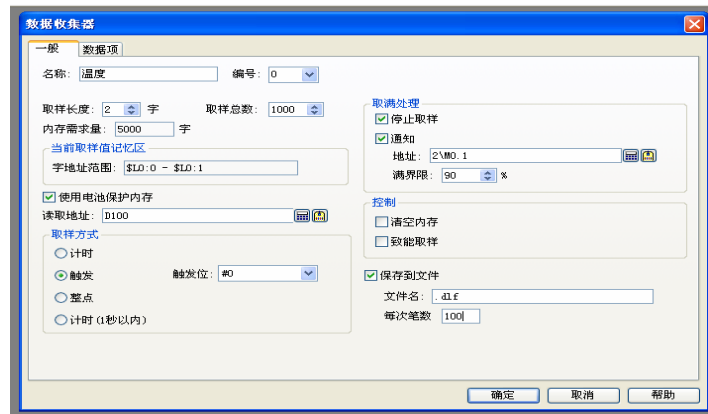 数据收集器
一般 数据项
名称: 温度 编号: 0
取样长度: 2 字 取样总数: 1000
内存需求量: 5000 字
当前取样值记忆区
字地址范围: $L0:0 - $L0:1
使用电池保护内存
读取地址: D100
取样方式
计时
触发 触发位: #0
整点
计时(1秒以内)
取满处理
停止取样
通知
地址: 2\M0.1
满界限: 90 %
控制
清空内存
致能取样
保存到文件
文件名: .dlf
每次笔数 100
确定 取消 帮助